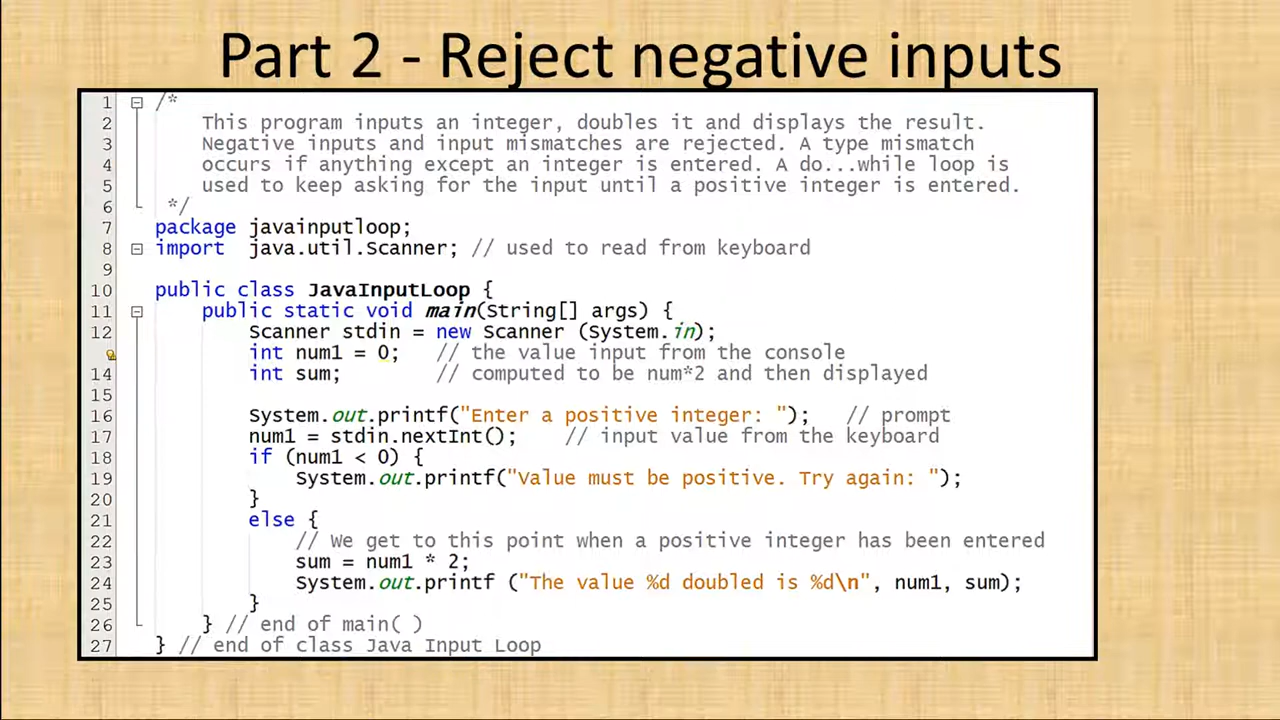 Part 2 - Reject negative inputs
1 /*
2 This program inputs an integer, doubles it and displays the result.
3 Negative inputs and input mismatches are rejected. A type mismatch
4 occurs if anything except an integer is entered. A do...while loop is
5 used to keep asking for the input until a positive integer is entered.
6 */
7 package javainputloop;
8 import java.util.Scanner; // used to read from keyboard
9
10 public class JavaInputLoop {
11 public static void main(String[] args) {
12 Scanner stdin = new Scanner (System.in);
int num1 = 0; // the value input from the console
14 int sum; // computed to be num*2 and then displayed
15
16 System.out.printf("Enter a positive integer: "); // prompt
17 num1 = stdin.nextInt(); // input value from the keyboard
18 if (num1 < 0) {
19 System.out.printf("Value must be positive. Try again: ");
20 }
21 else {
22 // We get to this point when a positive integer has been entered
23 sum = num1 * 2;
24 System.out.printf ("The value %d doubled is %d\n", num1, sum);
25 }
26 } // end of main( )
27 } // end of class Java Input Loop